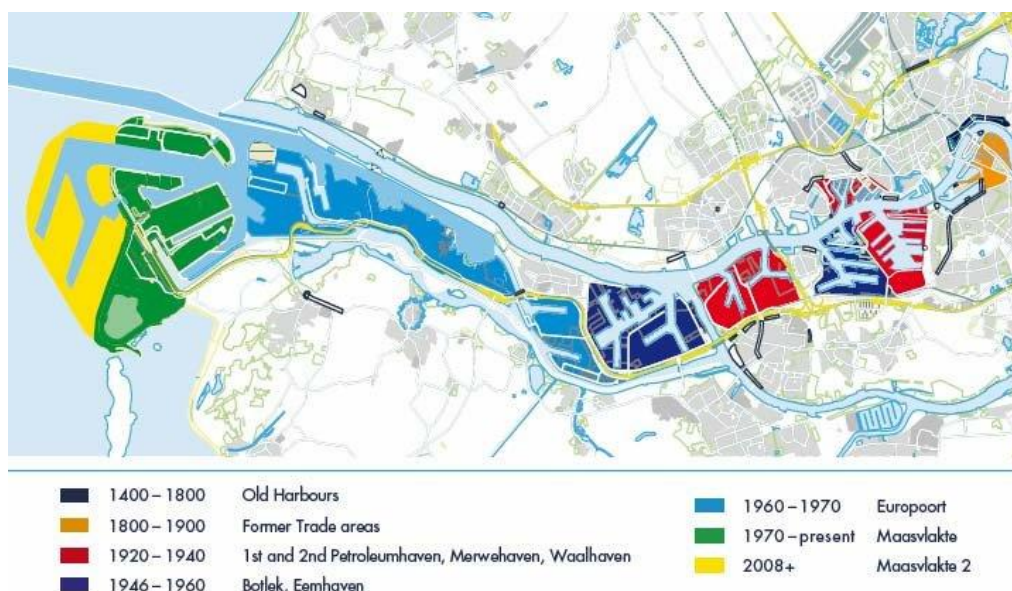 1400 – 1800 Old Harbours
1800 – 1900 Former Trade areas
1920 – 1940 1st and 2nd Petroleumhaven, Merwehaven, Waalhaven
1946 – 1960 Botlek, Eemhaven
1960 – 1970 Europoort
1970 – present Maasvlakte
2008+ Maasvlakte 2